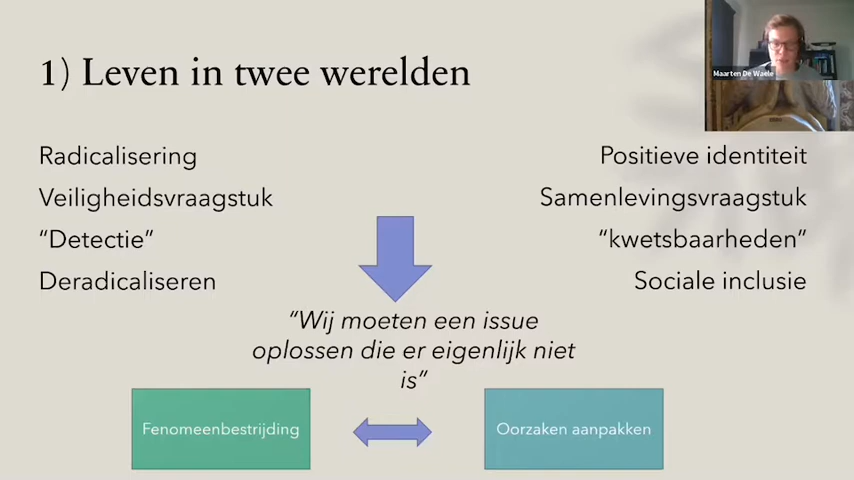 1) Leven in twee werelden
Maarten De Waele
Radicalisering
Positieve identiteit
Veiligheidsvraagstuk
Samenlevingsvraagstuk
“Detectie”
“kwetsbaarheden”
Deradicaliseren
Sociale inclusie
“Wij moeten een issue
oplossen die er eigenlijk niet
is”
Fenomeenbestrijding
Oorzaken aanpakken